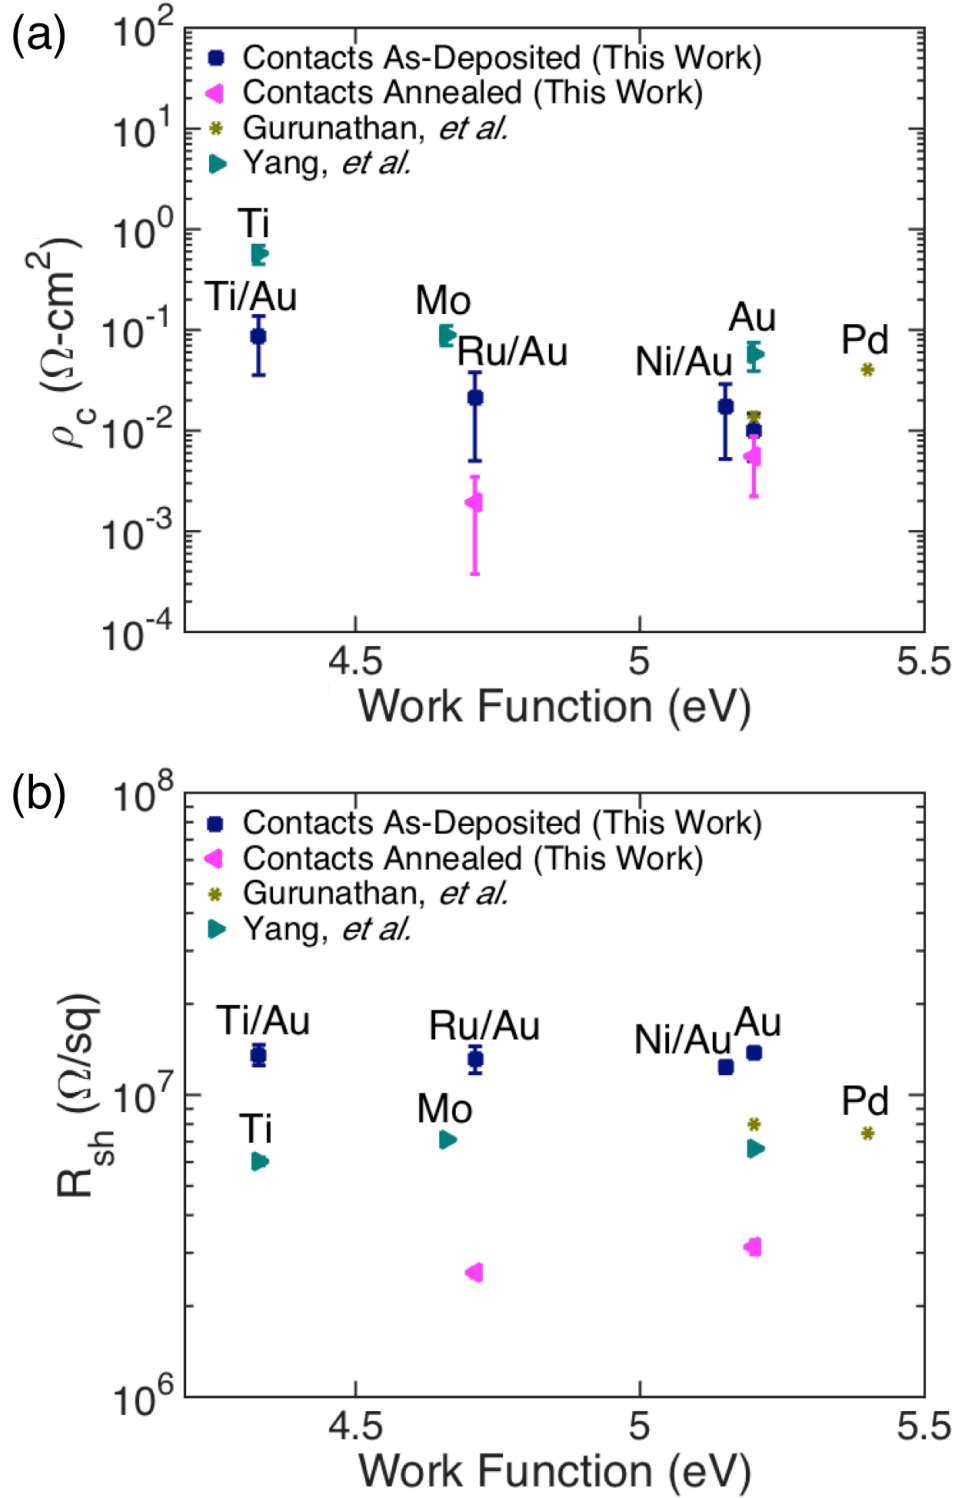 (a)
10^2
10^1
10^0
10^-1
10^-2
10^-3
10^-4
ρc (Ω-cm^2)
Contacts As-Deposited (This Work)
Contacts Annealed (This Work)
Gurunathan, et al.
Yang, et al.
Ti
Ti/Au
Mo
Ru/Au
Ni/Au
Au
Pd
4.5
5
5.5
Work Function (eV)
(b)
10^8
10^7
10^6
Rsh (Ω/sq)
Contacts As-Deposited (This Work)
Contacts Annealed (This Work)
Gurunathan, et al.
Yang, et al.
Ti/Au
Ru/Au
Ni/Au
Au
Ti
Mo
Pd
4.5
5
5.5
Work Function (eV)